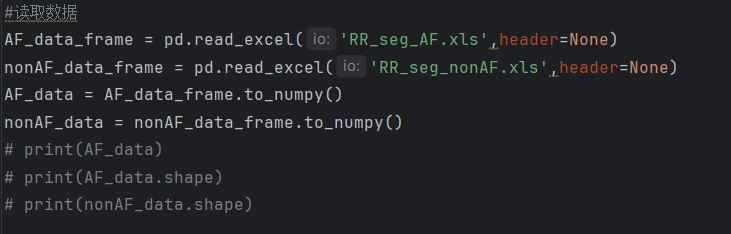 #读取数据
AF_data_frame = pd.read_excel( io: 'RR_seg_AF.xls',header=None)
nonAF_data_frame = pd.read_excel( io: 'RR_seg_nonAF.xls',header=None)
AF_data = AF_data_frame.to_numpy()
nonAF_data = nonAF_data_frame.to_numpy()
# print(AF_data)
# print(AF_data.shape)
# print(nonAF_data.shape)